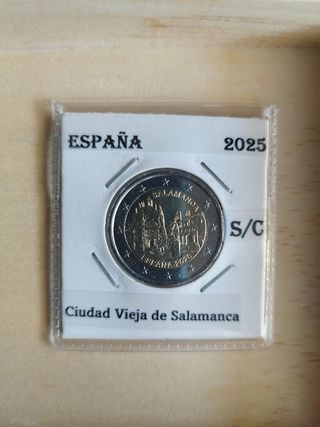 ESPAÑA 2025
SALAMANCA
S/C
ESPAÑA 2025
Ciudad Vieja de Salamanca